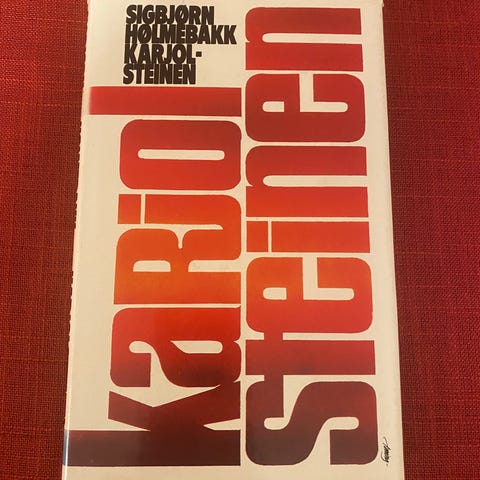 SIGBJØRN
HØLMEBAKK
KARJOL-
STEINEN
kaRjol
steinen